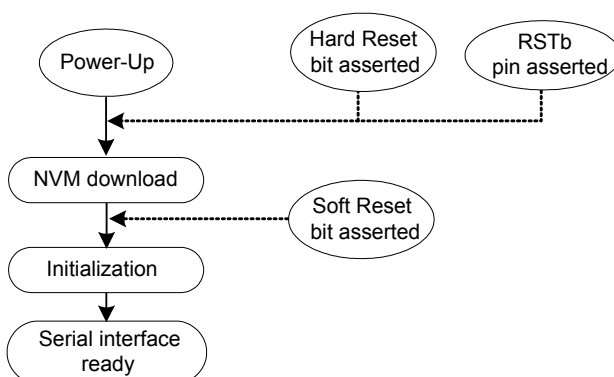 Power-Up
Hard Reset
bit asserted
RSTb
pin asserted
NVM download
Soft Reset
bit asserted
Initialization
Serial interface
ready